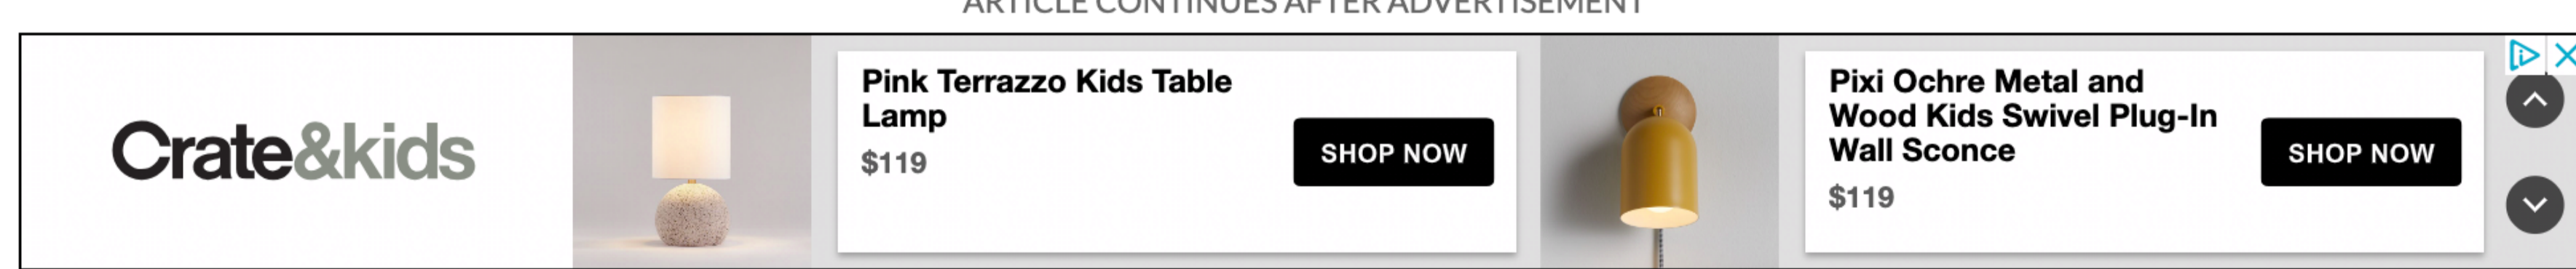 ARTICLE CONTINUES AFTER ADVERTISEMENT
Crate&kids
Pink Terrazzo Kids Table
Lamp
$119
SHOP NOW
Pixi Ochre Metal and
Wood Kids Swivel Plug-In
Wall Sconce
$119
SHOP NOW